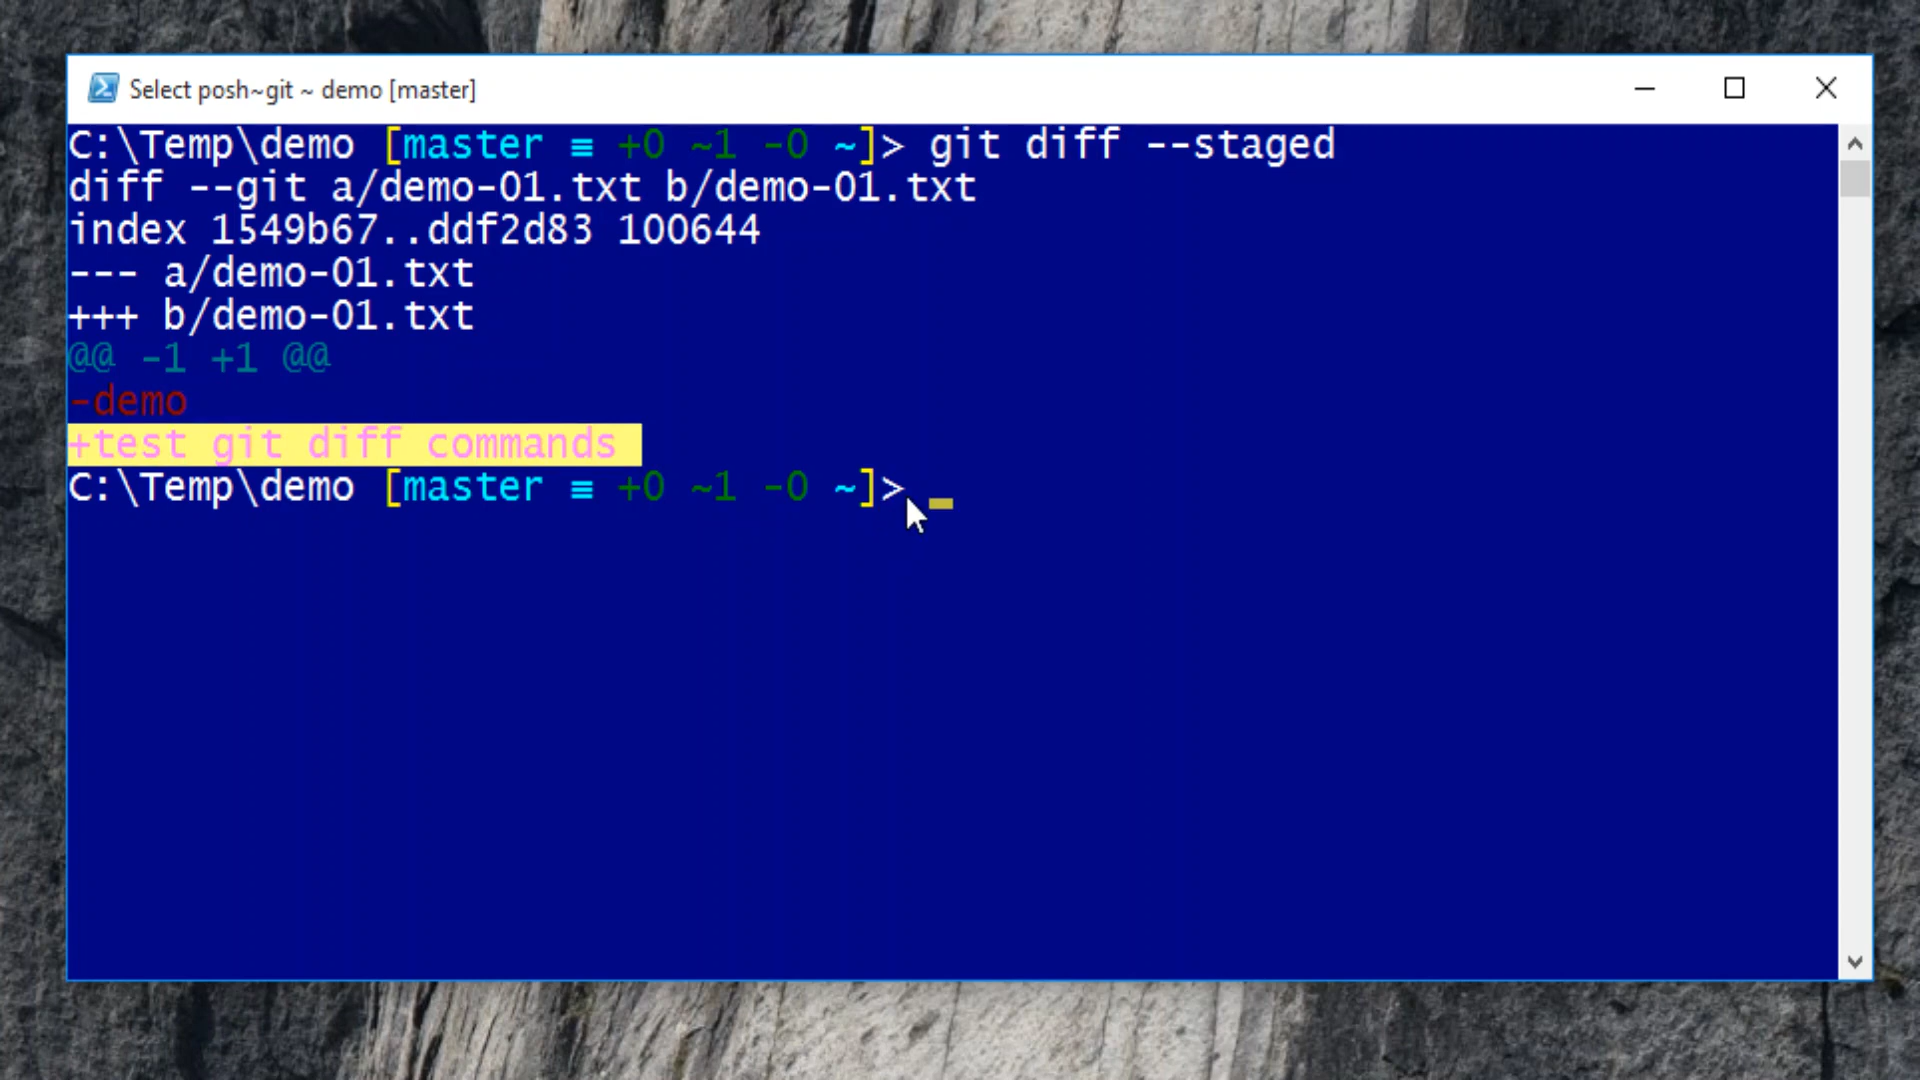 Select posh~git ~ demo [master]
C:\Temp\demo [master ≡ +0 ~1 -0 ~]> git diff --staged
diff --git a/demo-01.txt b/demo-01.txt
index 1549b67..ddf2d83 100644
--- a/demo-01.txt
+++ b/demo-01.txt
@@ -1 +1 @@
-demo
+test git diff commands
C:\Temp\demo [master ≡ +0 ~1 -0 ~]>